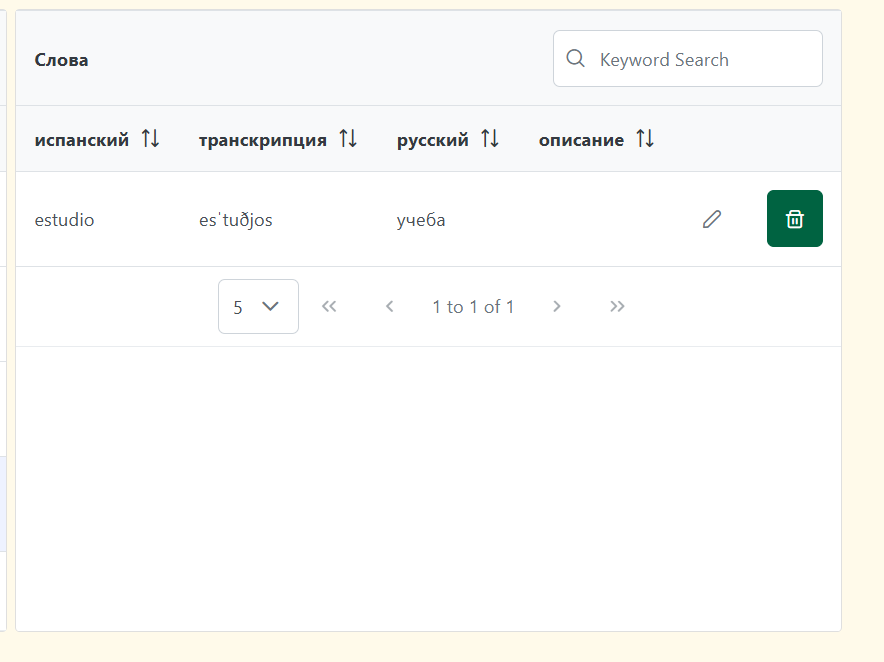 Слова
Keyword Search
испанский транскрипция русский описание
estudio esˈtuðjos учеба
5 1 to 1 of 1